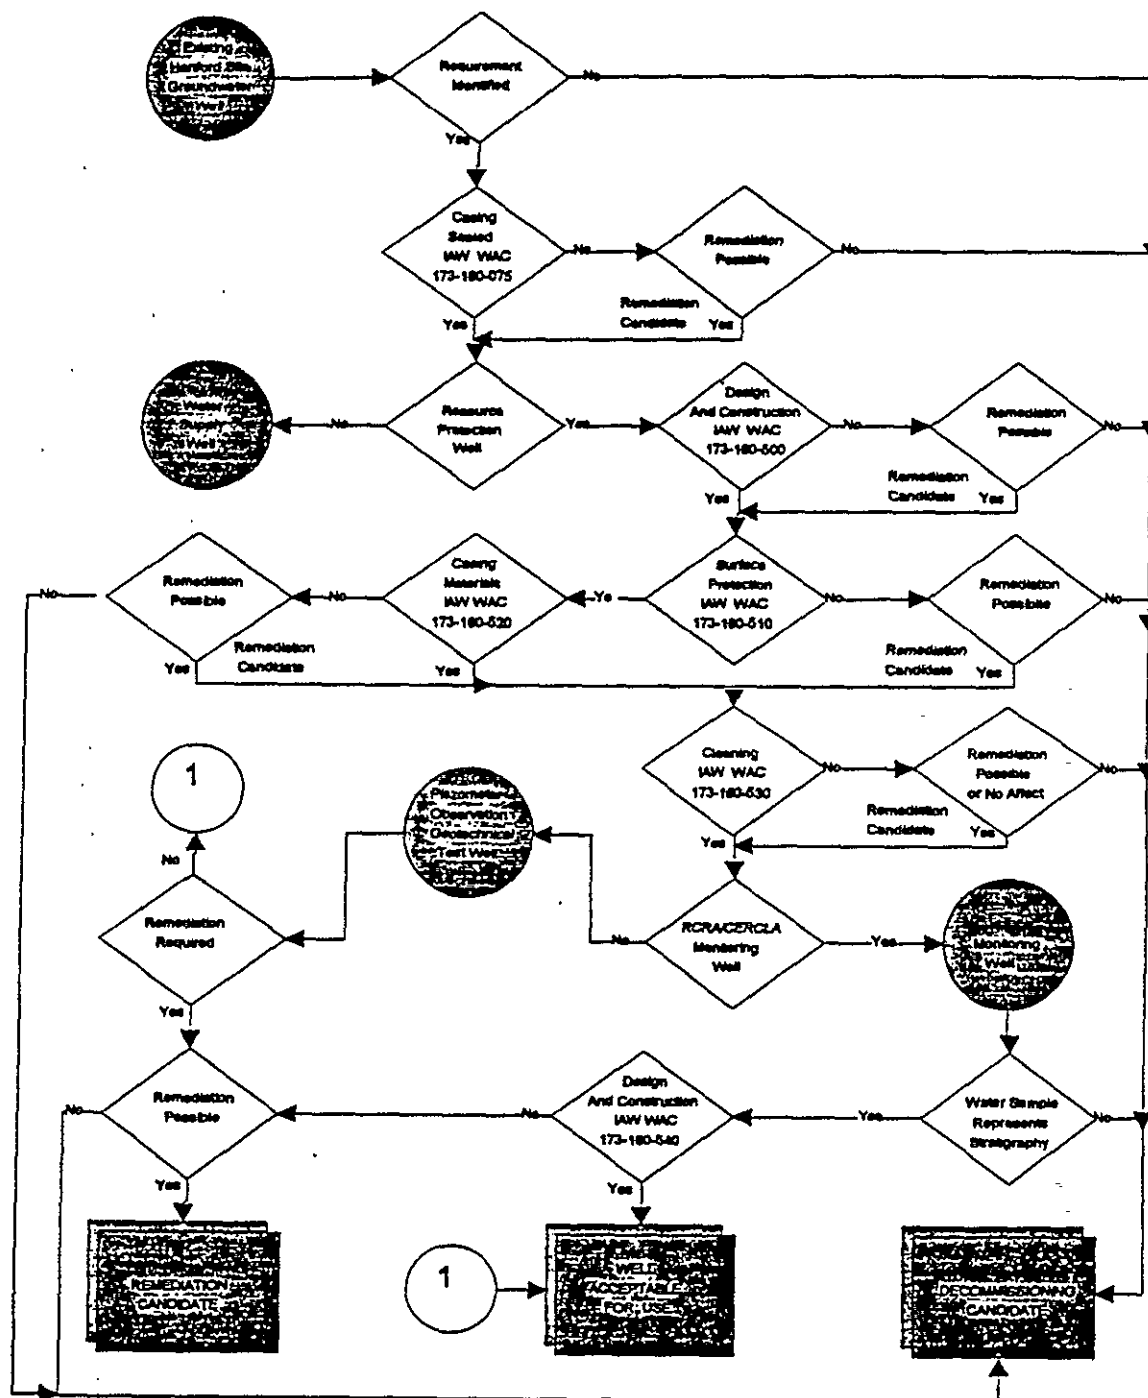 Existing
Hanford Site
Groundwater
Well
Requirement
Identified
No
Yes
Casing
Sealed
IAW WAC
173-160-075
No
Remediation
Possible
No
Yes
Remediation
Candidate
Yes
Water
Supply
Well
No
Resource
Protection
Well
Yes
Design
And Construction
IAW WAC
173-160-500
No
Remediation
Possible
No
Yes
Remediation
Candidate
Yes
No
Remediation
Possible
No
Casing
Materials
IAW WAC
173-160-520
Ye
Surface
Protection
IAW WAC
173-160-510
No
Remediation
Possible
No
Yes
Remediation
Candidate
Yes
Remediation
Candidate
Yes
Cleaning
IAW WAC
173-160-530
No
Remediation
Possible
or No Affect
No
Yes
Remediation
Candidate
Yes
1
No
Piezometer
Observation
Geotechnical
Test Well
Remediation
Required
No
RCRA/CERCLA
Monitoring
Well
Yes
Monitoring
Well
Yes
No
Remediation
Possible
No
Design
And Construction
IAW WAC
173-160-540
Yes
Water Sample
Represents
Stratigraphy
No
Yes
Yes
REMEDIATION
CANDIDATE
1
WELL
ACCEPTABLE
FOR USE
DECOMMISSIONING
CANDIDATE